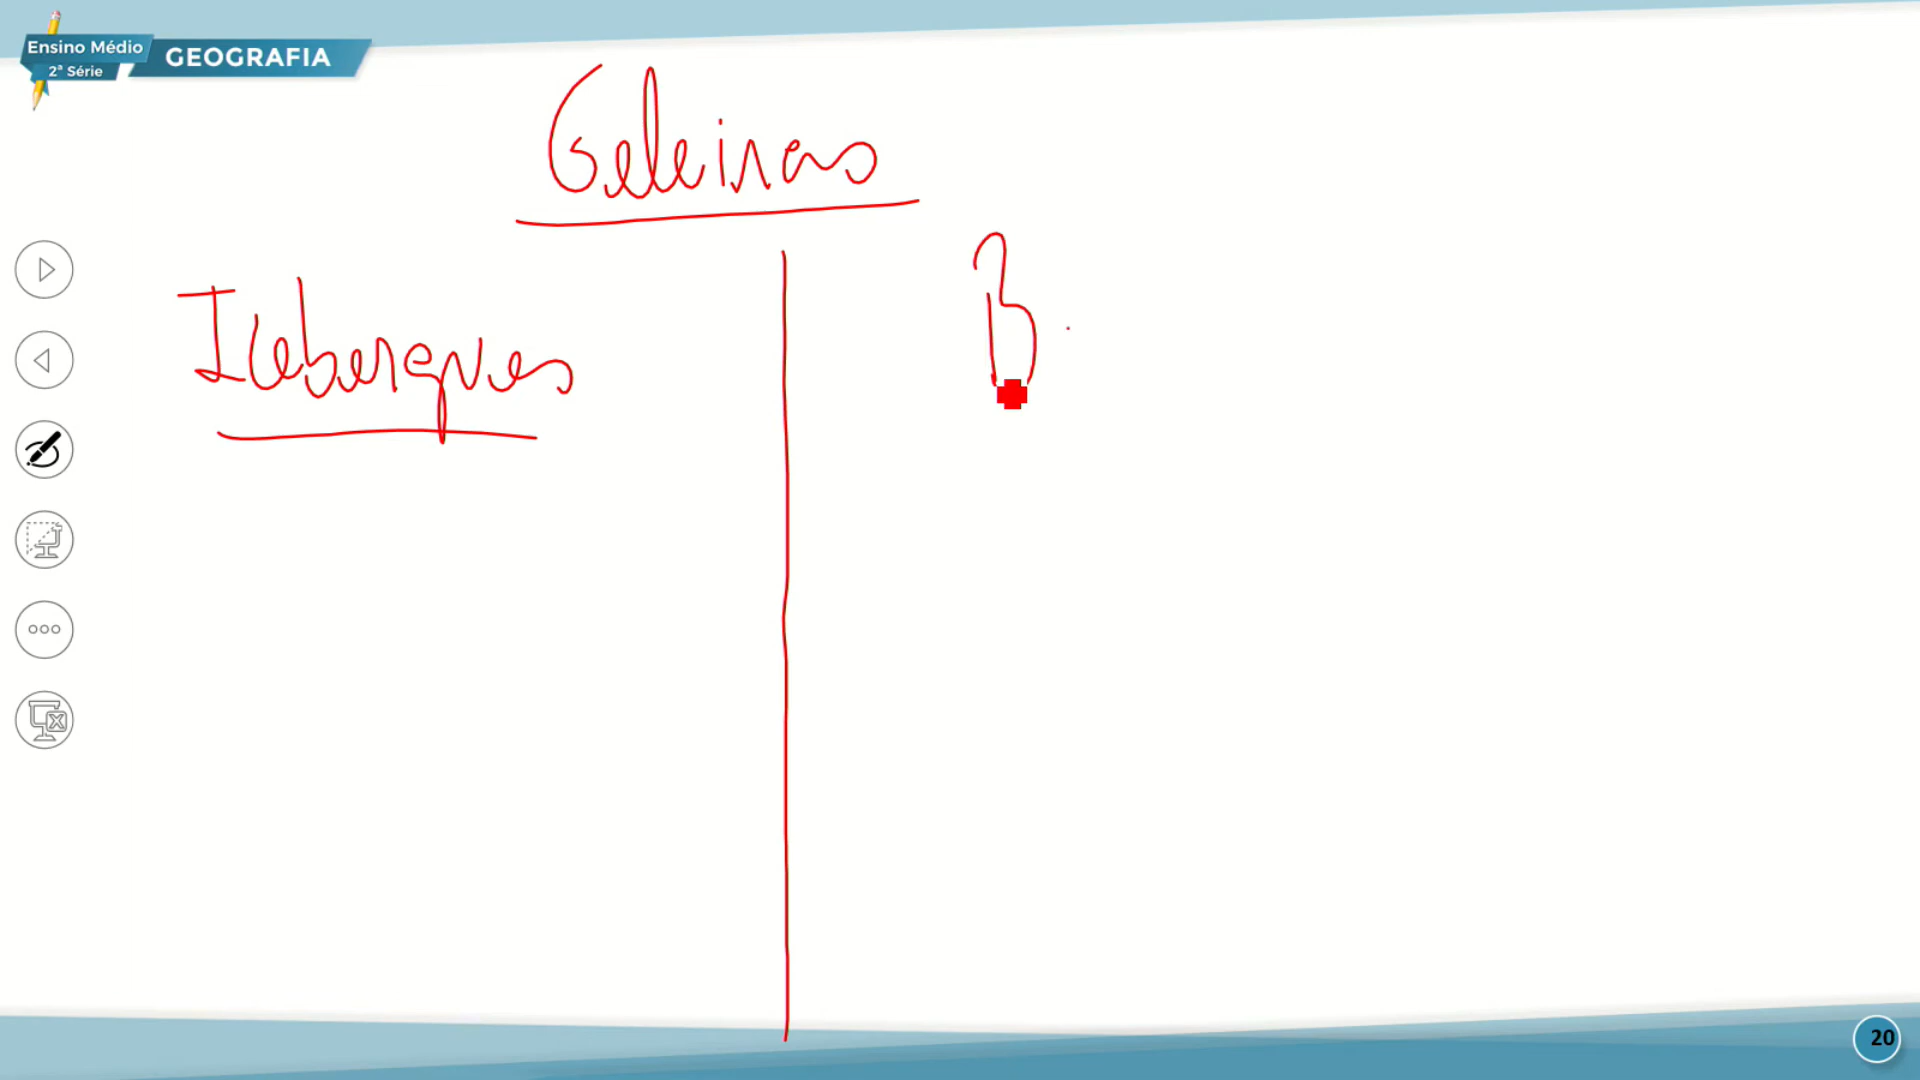 Ensino Médio
2ª Série
GEOGRAFIA
Geleiras
Icebergues
B
20